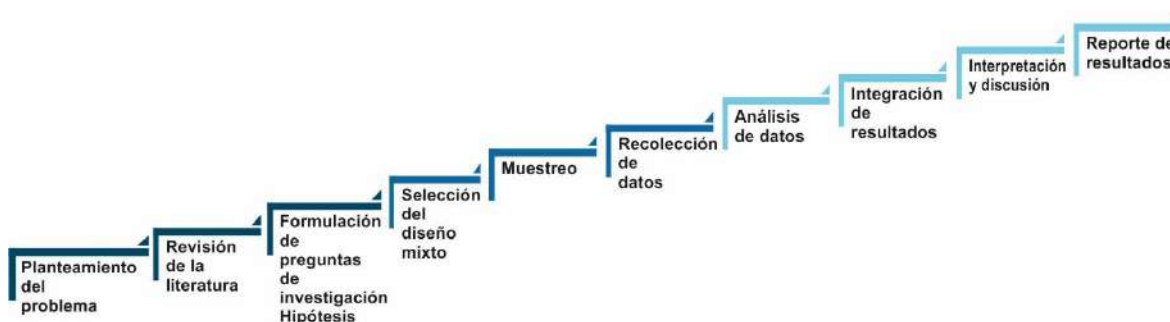 Planteamiento
del
problema
Revisión
de la
literatura
Formulación
de
preguntas
de
investigación
Hipótesis
Selección
del
diseño
mixto
Muestreo
Recolección
de
datos
Análisis
de datos
Integración
de
resultados
Interpretación
y discusión
Reporte de
resultados